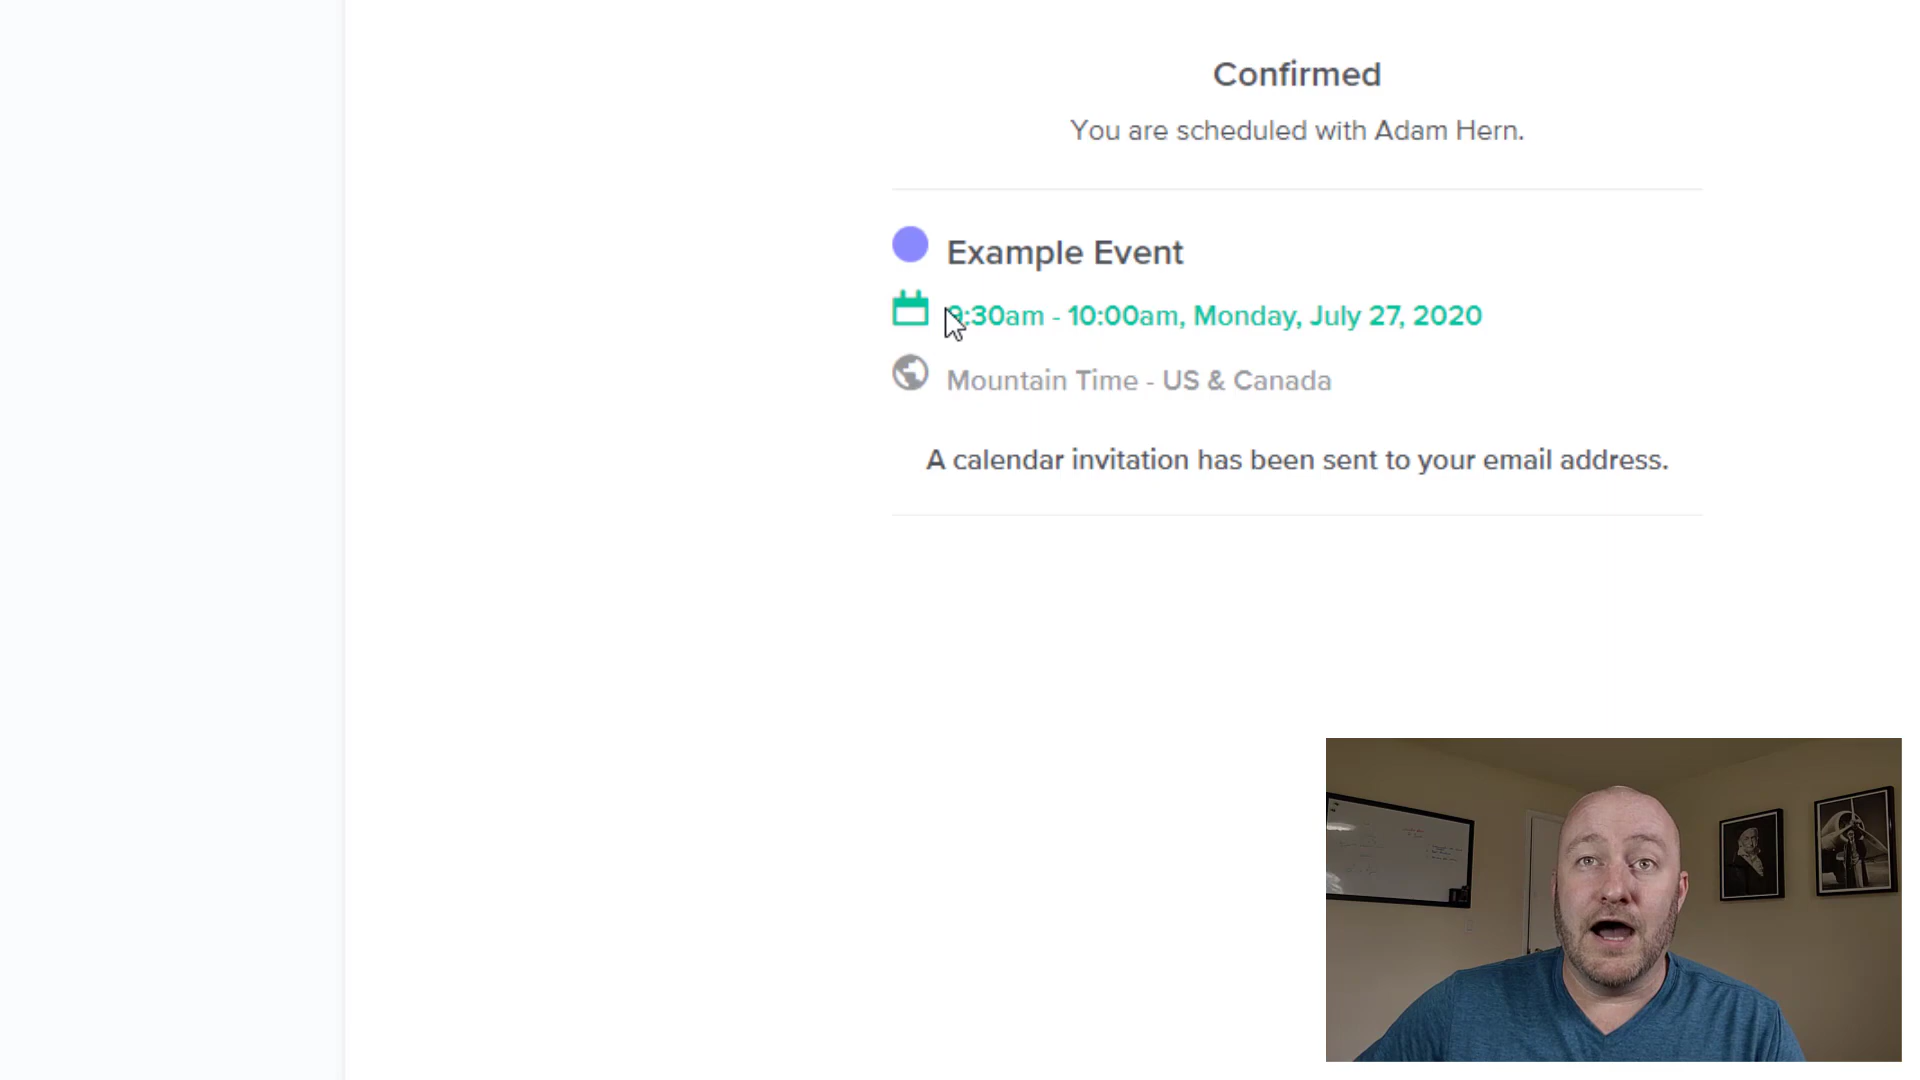 Confirmed
You are scheduled with Adam Hern.
Example Event
9:30am - 10:00am, Monday, July 27, 2020
Mountain Time - US & Canada
A calendar invitation has been sent to your email address.